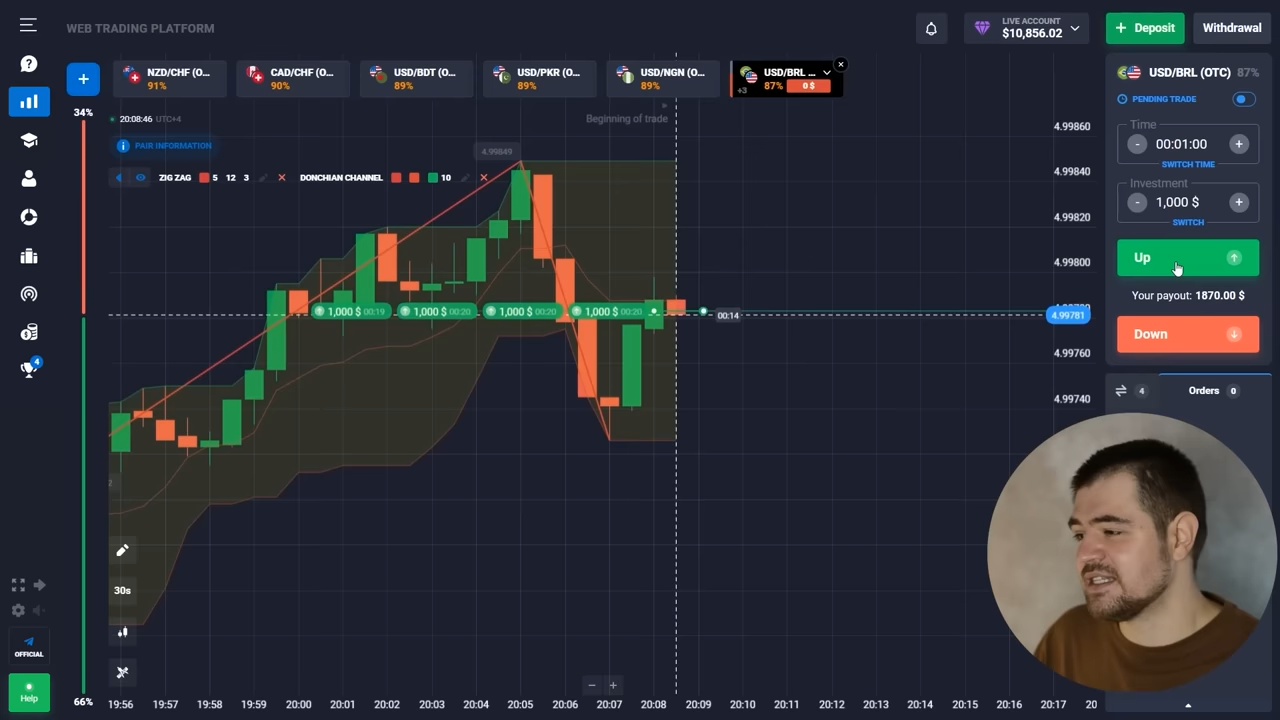 WEB TRADING PLATFORM
LIVE ACCOUNT
$10,856.02
+ Deposit
Withdrawal
NZD/CHF (O...
91%
CAD/CHF (O...
90%
USD/BDT (O...
89%
USD/PKR (O...
89%
USD/NGN (O...
89%
USD/BRL ...
+3
87%
0 $
USD/BRL (OTC) 87%
PENDING TRADE
Time
- 00:01:00 +
SWITCH TIME
Investment
- 1,000 $ +
SWITCH
Up
Your payout: 1870.00 $
Down
4
Orders 0
34%
20:08:46 UTC+4
Beginning of trade
PAIR INFORMATION
4.99849
ZIG ZAG 5 12 3
DONCHIAN CHANNEL 10
4.99860
4.99840
4.99820
4.99800
4.99781
4.99760
4.99740
1,000 $ 00:19
1,000 $ 00:20
1,000 $ 00:20
1,000 $ 00:20
00:14
4
30s
OFFICIAL
Help
66%
19:56 19:57 19:58 19:59 20:00 20:01 20:02 20:03 20:04 20:05 20:06 20:07 20:08 20:09 20:10 20:11 20:12 20:13 20:14 20:15 20:16 20:17 20